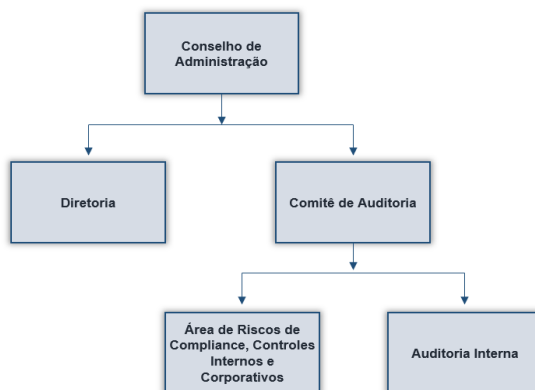 Conselho de
Administração
Diretoria
Comitê de Auditoria
Área de Riscos de
Compliance, Controles
Internos e
Corporativos
Auditoria Interna